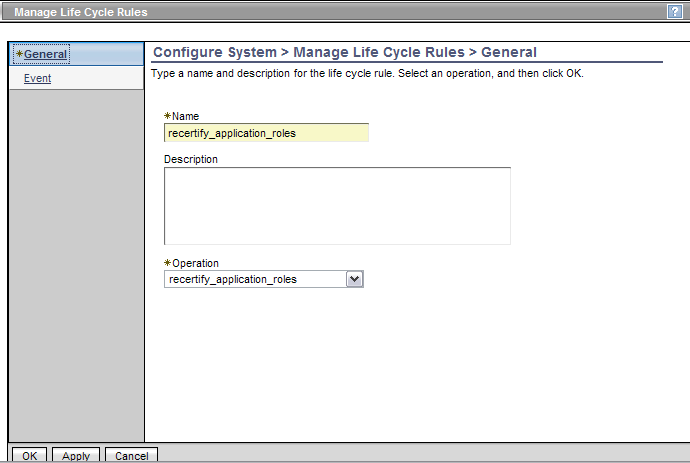 Manage Life Cycle Rules
?
✶General
Event
Configure System > Manage Life Cycle Rules > General
Type a name and description for the life cycle rule. Select an operation, and then click OK.
✶Name
recertify_application_roles
Description
✶Operation
recertify_application_roles
OK Apply Cancel